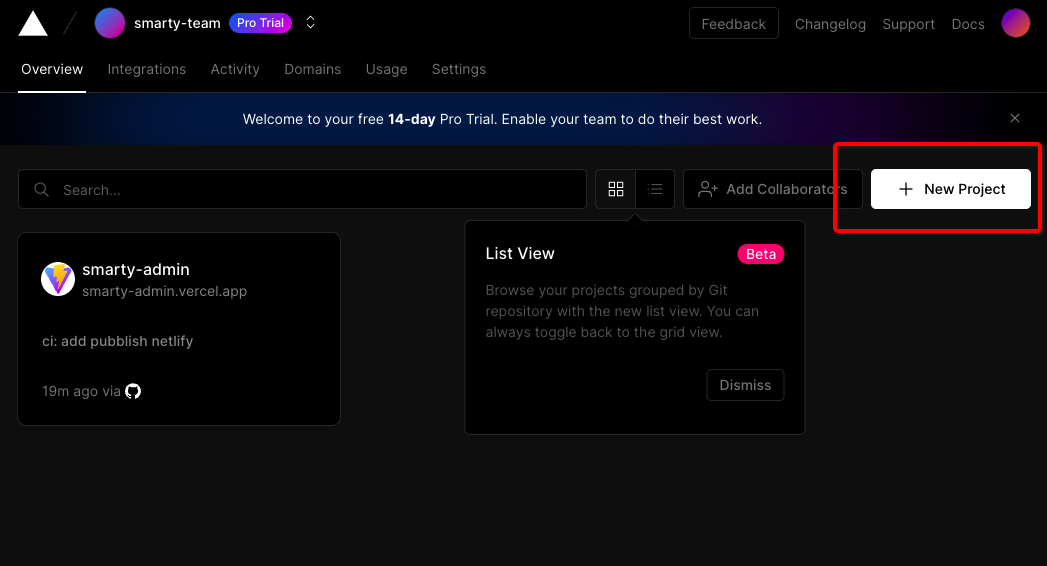 smarty-team Pro Trial Feedback Changelog Support Docs
Overview Integrations Activity Domains Usage Settings
Welcome to your free 14-day Pro Trial. Enable your team to do their best work.
Search... Add Collaborators New Project
smarty-admin
smarty-admin.vercel.app
ci: add pubblish netlify
19m ago via
List View Beta
Browse your projects grouped by Git
repository with the new list view. You can
always toggle back to the grid view.
Dismiss